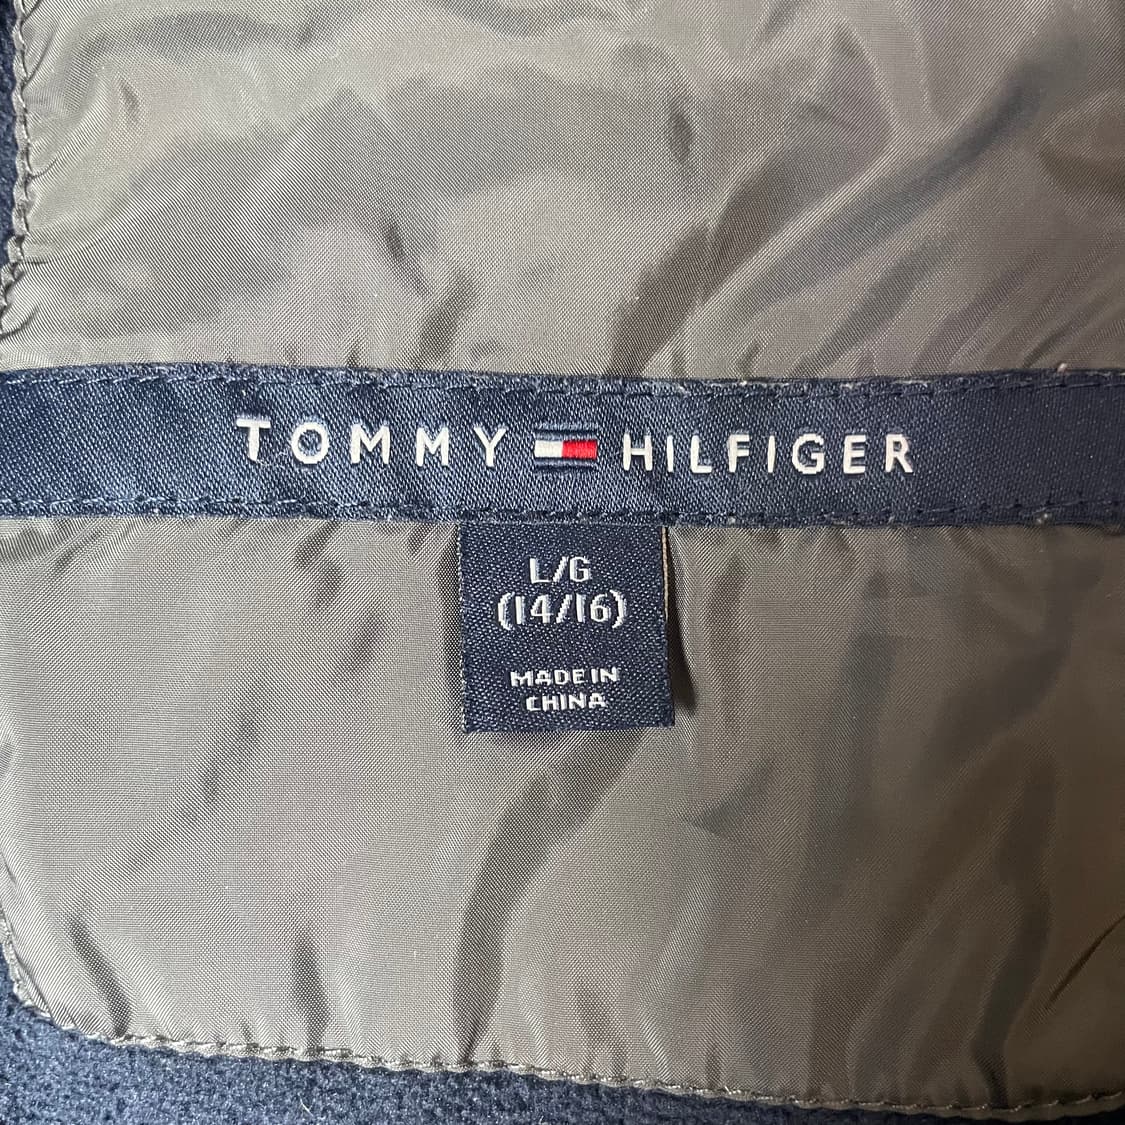 TOMMY HILFIGER
L/G
(14/16)
MADE IN
CHINA